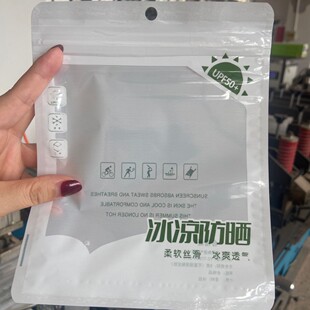 UPF50+
SUNSCREEN ABSORBS SWEAT AND BREATHES
THE SKIN IS COOL AND COMFORTABLE
THIS SUMMER IS NO LONGER HOT
冰凉防晒
柔软丝滑 冰爽透气